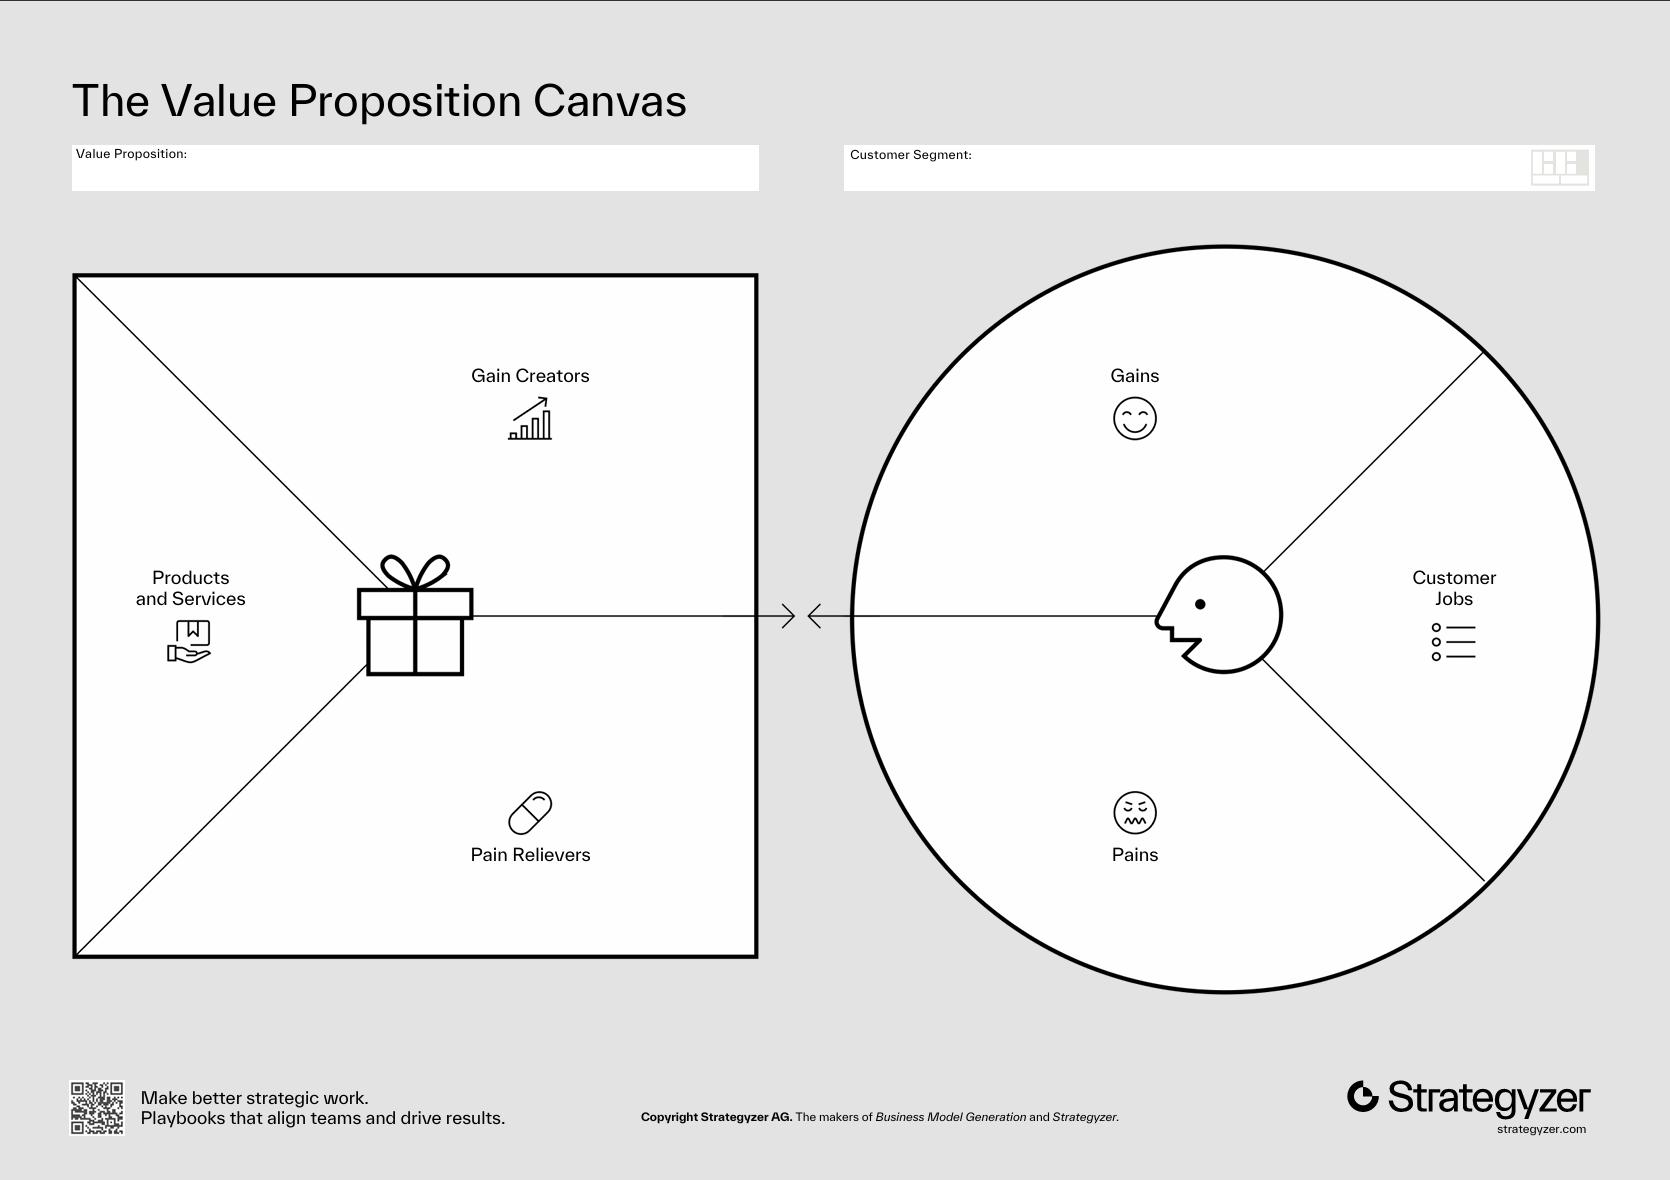 The Value Proposition Canvas
Value Proposition:
Customer Segment:
Gain Creators
Gains
Products
and Services
Customer
Jobs
Pain Relievers
Pains
Make better strategic work.
Playbooks that align teams and drive results.
Copyright Strategyzer AG. The makers of Business Model Generation and Strategyzer.
Strategyzer
strategyzer.com